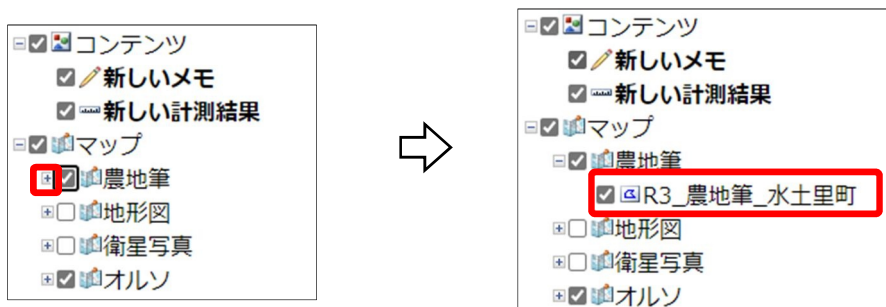 コンテンツ
新しいメモ
新しい計測結果
マップ
農地筆
地形図
衛星写真
オルソ
コンテンツ
新しいメモ
新しい計測結果
マップ
農地筆
R3_農地筆_水土里町
地形図
衛星写真
オルソ